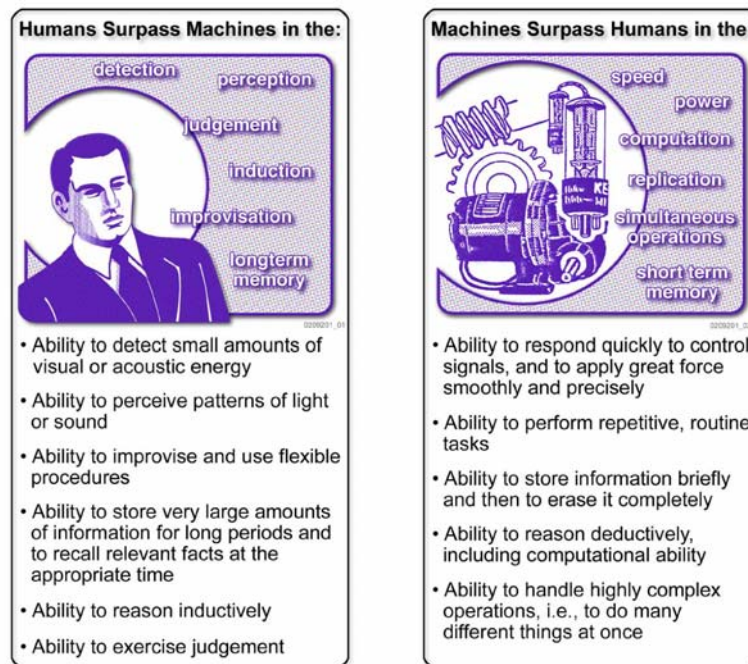 Humans Surpass Machines in the:
detection
perception
judgement
induction
improvisation
longterm
memory
0209201_01
• Ability to detect small amounts of
visual or acoustic energy
• Ability to perceive patterns of light
or sound
• Ability to improvise and use flexible
procedures
• Ability to store very large amounts
of information for long periods and
to recall relevant facts at the
appropriate time
• Ability to reason inductively
• Ability to exercise judgement
Machines Surpass Humans in the
speed
power
computation
replication
simultaneous
operations
short term
memory
• Ability to respond quickly to control
signals, and to apply great force
smoothly and precisely
• Ability to perform repetitive, routine
tasks
• Ability to store information briefly
and then to erase it completely
• Ability to reason deductively,
including computational ability
• Ability to handle highly complex
operations, i.e., to do many
different things at once